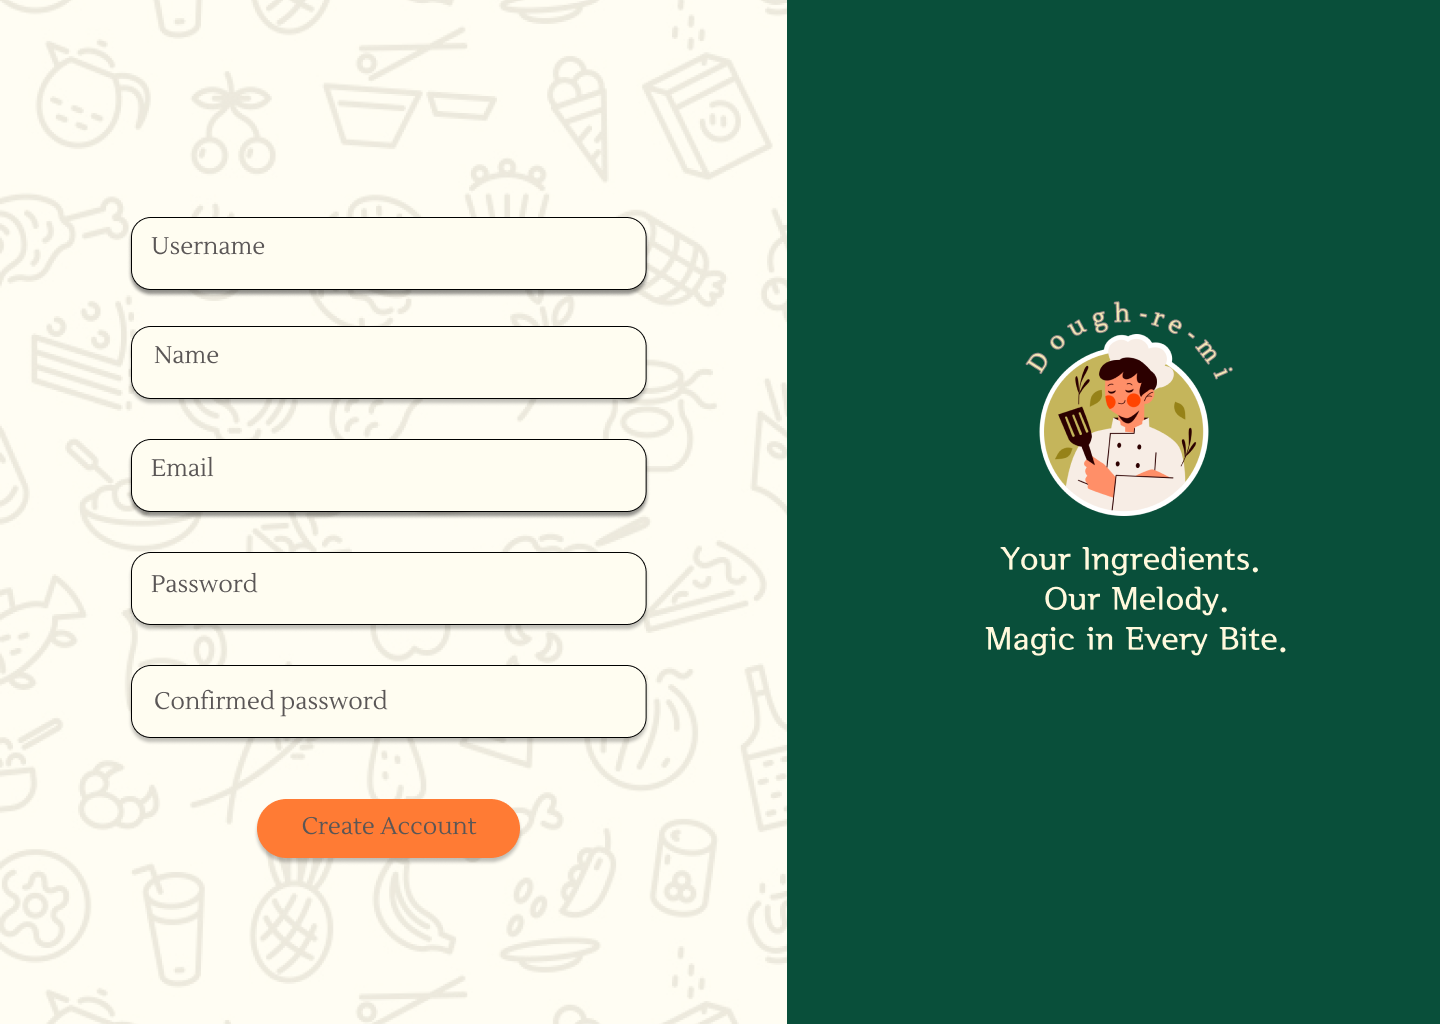 Username
Name
Email
Password
Confirmed password
Create Account
Dough-re-mi
Your Ingredients.
Our Melody.
Magic in Every Bite.